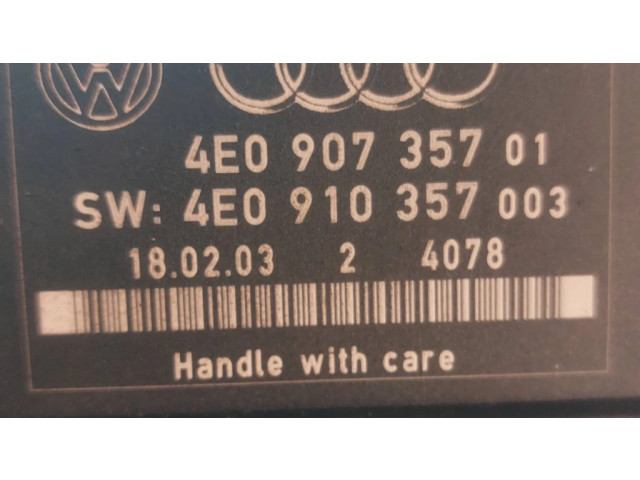 4E0 907 357 01
SW: 4E0 910 357 003
18.02.03 2 4078
Handle with care